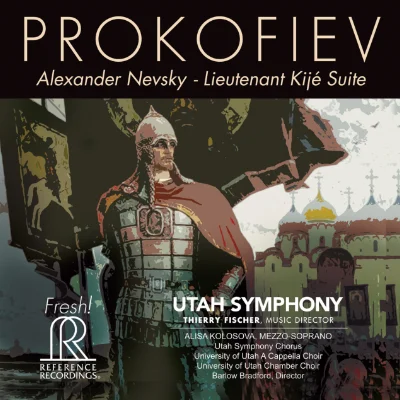 PROKOFIEV
Alexander Nevsky - Lieutenant Kijé Suite
Fresh!
RR
REFERENCE
RECORDINGS
UTAH SYMPHONY
THIERRY FISCHER, MUSIC DIRECTOR
ALISA KOLOSOVA, MEZZO-SOPRANO
Utah Symphony Chorus
University of Utah A Cappella Choir
University of Utah Chamber Choir
Barlow Bradford, Director